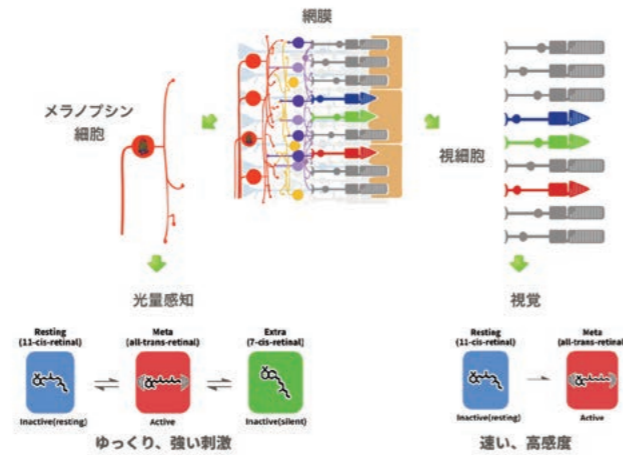 網膜
メラノプシン
細胞
視細胞
光量感知
視覚
Resting
(11-cis-retinal)
Meta
(all-trans-retinal)
Extra
(7-cis-retinal)
Inactive(resting)
Active
Inactive(silent)
ゆっくり、強い刺激
Resting
(11-cis-retinal)
Meta
(all-trans-retinal)
Inactive(resting)
Active
速い、高感度